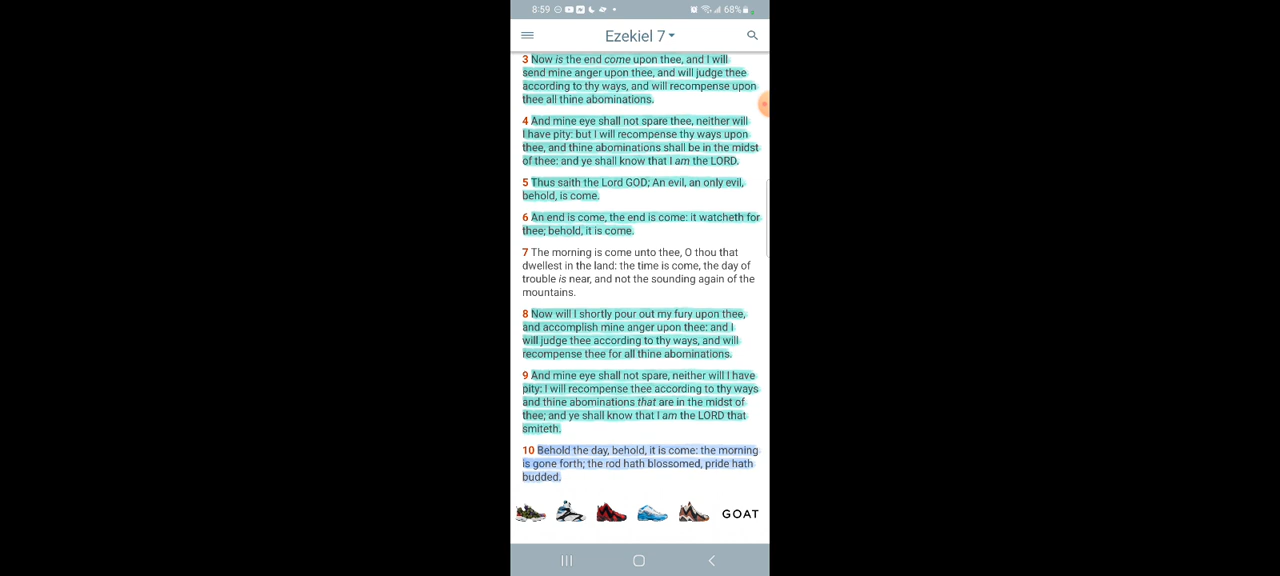 8:59 68%
Ezekiel 7
3 Now is the end come upon thee, and I will
send mine anger upon thee, and will judge thee
according to thy ways, and will recompense upon
thee all thine abominations.
4 And mine eye shall not spare thee, neither will
I have pity: but I will recompense thy ways upon
thee, and thine abominations shall be in the midst
of thee: and ye shall know that I am the LORD.
5 Thus saith the Lord GOD; An evil, an only evil,
behold, is come.
6 An end is come, the end is come: it watcheth for
thee; behold, it is come.
7 The morning is come unto thee, O thou that
dwellest in the land: the time is come, the day of
trouble is near, and not the sounding again of the
mountains.
8 Now will I shortly pour out my fury upon thee,
and accomplish mine anger upon thee: and I
will judge thee according to thy ways, and will
recompense thee for all thine abominations.
9 And mine eye shall not spare, neither will I have
pity: I will recompense thee according to thy ways
and thine abominations that are in the midst of
thee; and ye shall know that I am the LORD that
smiteth.
10 Behold the day, behold, it is come: the morning
is gone forth; the rod hath blossomed, pride hath
budded.
GOAT